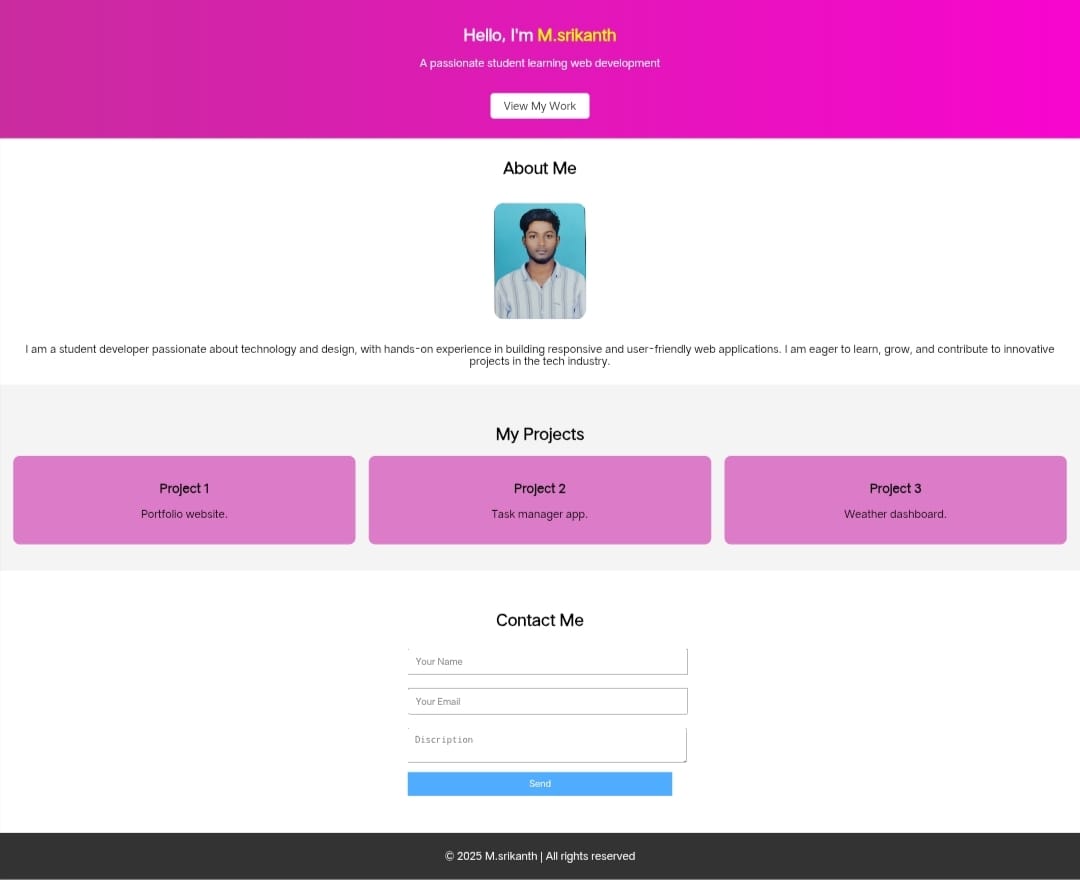 Hello, I'm M.srikanth
A passionate student learning web development
View My Work
About Me
I am a student developer passionate about technology and design, with hands-on experience in building responsive and user-friendly web applications. I am eager to learn, grow, and contribute to innovative
projects in the tech industry.
My Projects
Project 1
Portfolio website.
Project 2
Task manager app.
Project 3
Weather dashboard.
Contact Me
Your Name
Your Email
Discription
Send
© 2025 M.srikanth | All rights reserved